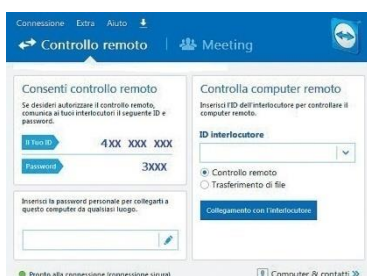 Connessione Extra Aiuto
Controllo remoto
Meeting
Consenti controllo remoto
Se desideri autorizzare il controllo remoto,
comunica ai tuoi interlocutori il seguente ID e
password.
Il Tuo ID
4XX XXX XXX
Password
3XXX
Inserisci la password personale per collegarti a
questo computer da qualsiasi luogo.
Controlla computer remoto
Inserisci l'ID dell'interlocutore per controllare il
computer remoto.
ID interlocutore
Controllo remoto
Trasferimento di file
Collegamento con l'interlocutore
Pronto alla connessione (connessione sicura)
Computer & contatti »